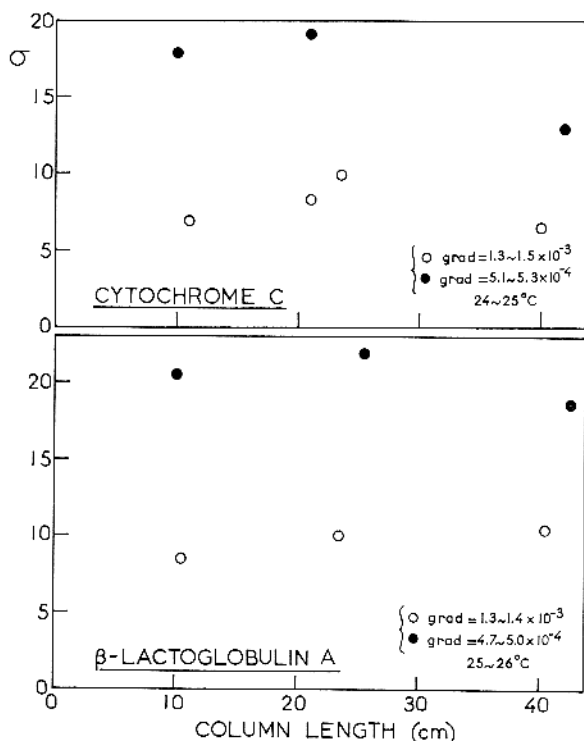 20
σ
15
10
5
0
CYTOCHROME C
○ grad=1.3~1.5×10⁻³
● grad=5.1~5.3×10⁻⁴
24~25°C
20
15
10
5
0
β-LACTOGLOBULIN A
○ grad=1.3~1.4×10⁻³
● grad=4.7~5.0×10⁻⁴
25~26°C
0 10 20 30 40
COLUMN LENGTH (cm)